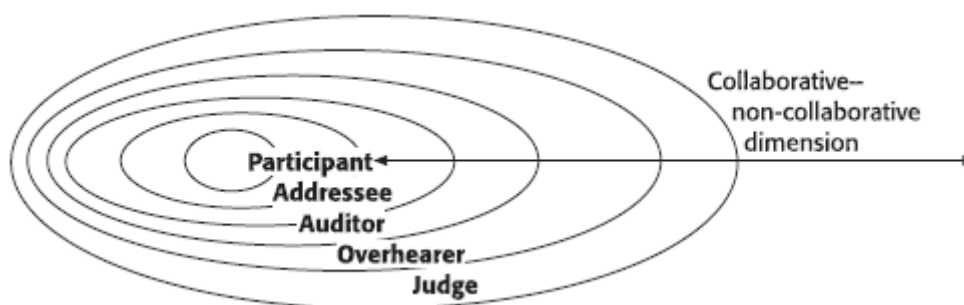 Collaborative–
non-collaborative
dimension
Participant
Addressee
Auditor
Overhearer
Judge